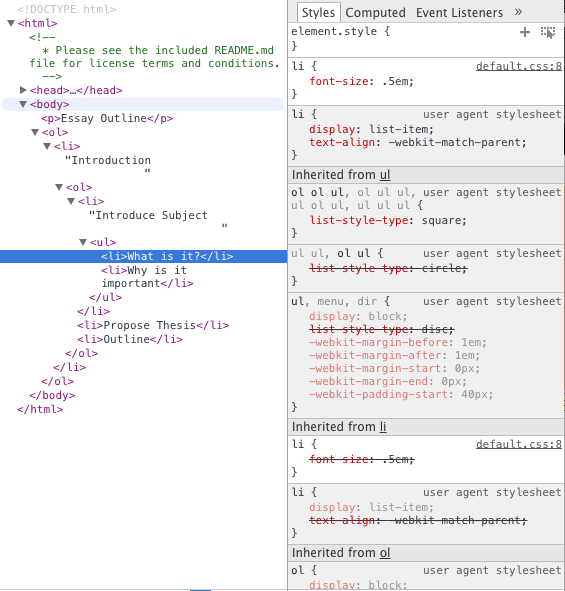 <!DOCTYPE html>
<html>
<!--
* Please see the included README.md
file for license terms and conditions.
-->
<head>…</head>
<body>
<p>Essay Outline</p>
<ol>
<li>
"Introduction
"
<ol>
<li>
"Introduce Subject
"
<ul>
<li>What is it?</li>
<li>Why is it
important</li>
</ul>
</li>
<li>Propose Thesis</li>
<li>Outline</li>
</ol>
</li>
</ol>
</body>
</html>
Styles Computed Event Listeners »
element.style {
}
li { default.css:8
font-size: .5em;
}
li { user agent stylesheet
display: list-item;
text-align: -webkit-match-parent;
}
Inherited from ul
ol ol ul, ol ul ul, user agent stylesheet
ul ol ul, ul ul ul {
list-style-type: square;
}
ul ul, ol ul { user agent stylesheet
list-style-type: circle;
}
ul, menu, dir { user agent stylesheet
display: block;
list-style-type: disc;
-webkit-margin-before: 1em;
-webkit-margin-after: 1em;
-webkit-margin-start: 0px;
-webkit-margin-end: 0px;
-webkit-padding-start: 40px;
}
Inherited from li
li { default.css:8
font-size: .5em;
}
li { user agent stylesheet
display: list-item;
text-align: -webkit-match-parent;
}
Inherited from ol
ol { user agent stylesheet
display: block;